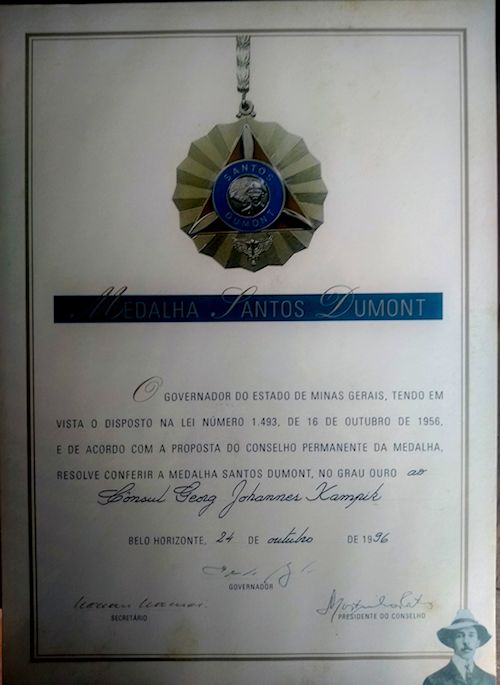 SANTOS
DUMONT
MEDALHA SANTOS DUMONT
O GOVERNADOR DO ESTADO DE MINAS GERAIS, TENDO EM
VISTA O DISPOSTO NA LEI NÚMERO 1.493, DE 16 DE OUTUBRO DE 1956,
E DE ACORDO COM A PROPOSTA DO CONSELHO PERMANENTE DA MEDALHA,
RESOLVE CONFERIR A MEDALHA SANTOS DUMONT, NO GRAU OURO ao
Cônsul Georg Johannes Kampik
BELO HORIZONTE, 24 DE outubro DE 1996
GOVERNADOR
SECRETÁRIO
PRESIDENTE DO CONSELHO